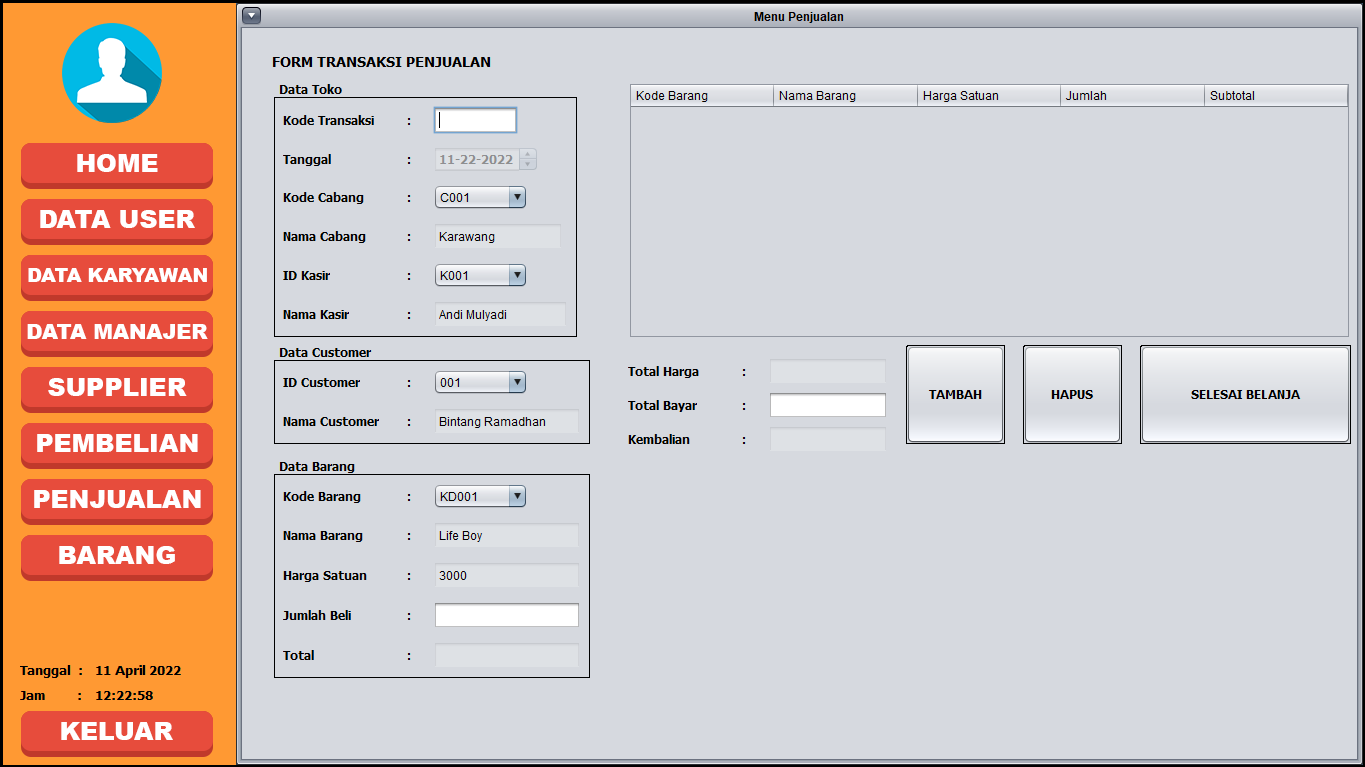 HOME
DATA USER
DATA KARYAWAN
DATA MANAJER
SUPPLIER
PEMBELIAN
PENJUALAN
BARANG
Tanggal : 11 April 2022
Jam : 12:22:58
KELUAR
Menu Penjualan
FORM TRANSAKSI PENJUALAN
Data Toko
Kode Transaksi :
Tanggal : 11-22-2022
Kode Cabang : C001
Nama Cabang : Karawang
ID Kasir : K001
Nama Kasir : Andi Mulyadi
Data Customer
ID Customer : 001
Nama Customer : Bintang Ramadhan
Data Barang
Kode Barang : KD001
Nama Barang : Life Boy
Harga Satuan : 3000
Jumlah Beli :
Total :
Kode Barang Nama Barang Harga Satuan Jumlah Subtotal
Total Harga :
Total Bayar :
Kembalian :
TAMBAH HAPUS SELESAI BELANJA